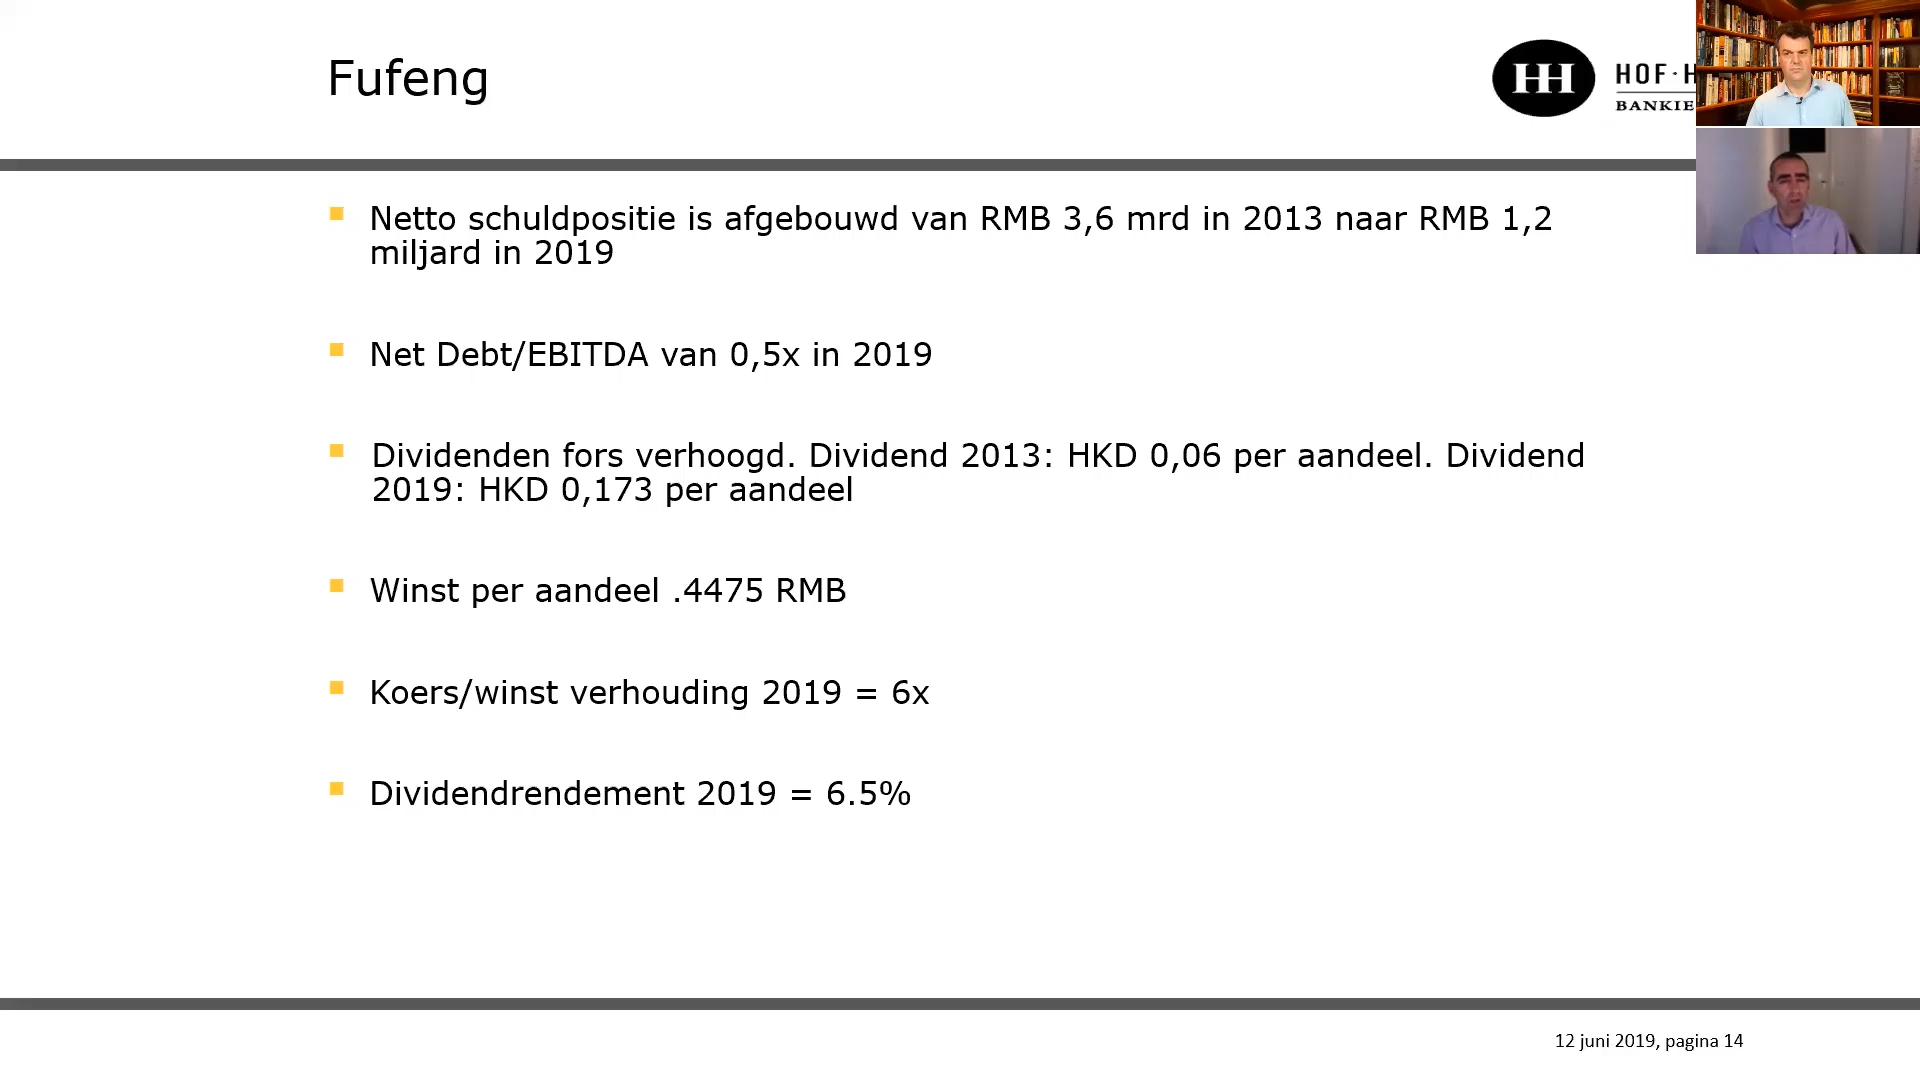 Fufeng
HH
HOF·H
BANKIE
Netto schuldpositie is afgebouwd van RMB 3,6 mrd in 2013 naar RMB 1,2
miljard in 2019
Net Debt/EBITDA van 0,5x in 2019
Dividenden fors verhoogd. Dividend 2013: HKD 0,06 per aandeel. Dividend
2019: HKD 0,173 per aandeel
Winst per aandeel .4475 RMB
Koers/winst verhouding 2019 = 6x
Dividendrendement 2019 = 6.5%
12 juni 2019, pagina 14